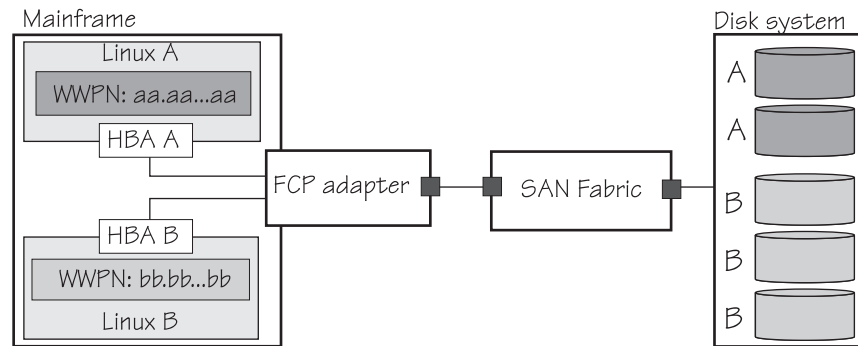 Mainframe
Linux A
WWPN: aa.aa...aa
HBA A
FCP adapter
HBA B
WWPN: bb.bb...bb
Linux B
SAN Fabric
Disk system
A
A
B
B
B